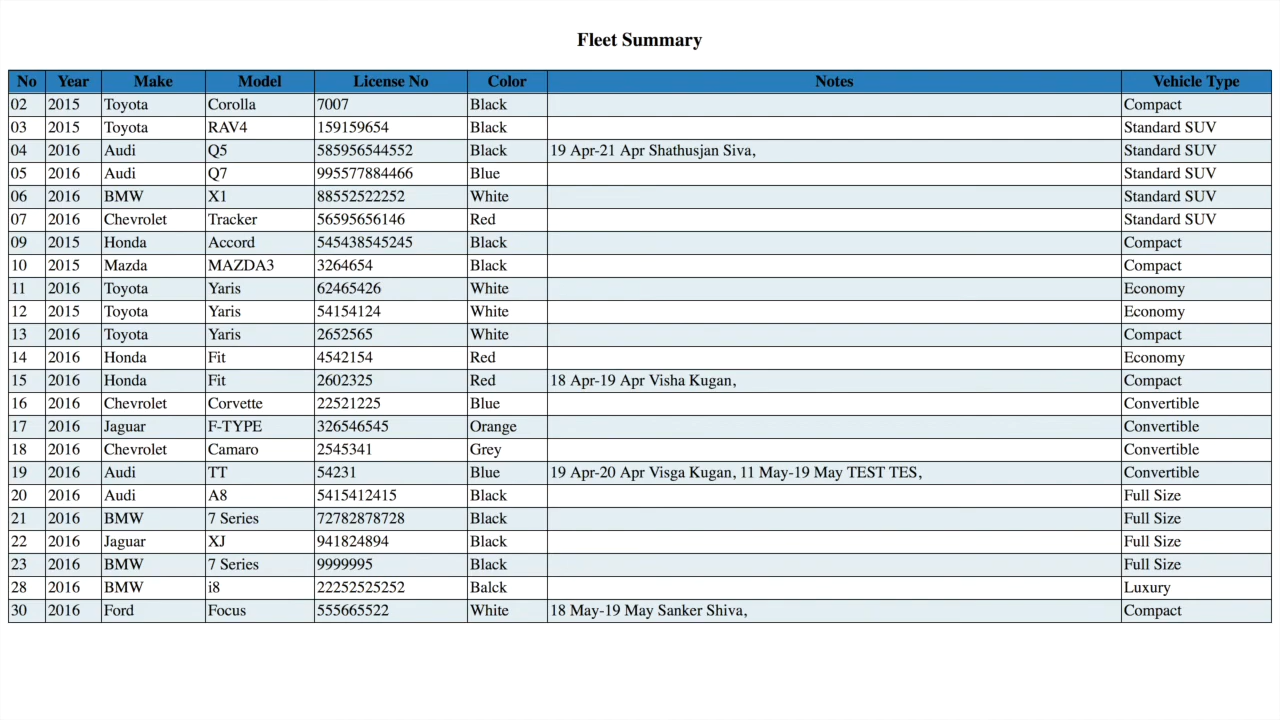 Fleet Summary
No Year Make Model License No Color Notes Vehicle Type
02 2015 Toyota Corolla 7007 Black Compact
03 2015 Toyota RAV4 159159654 Black Standard SUV
04 2016 Audi Q5 585956544552 Black 19 Apr-21 Apr Shathusjan Siva, Standard SUV
05 2016 Audi Q7 995577884466 Blue Standard SUV
06 2016 BMW X1 88552522252 White Standard SUV
07 2016 Chevrolet Tracker 56595656146 Red Standard SUV
09 2015 Honda Accord 545438545245 Black Compact
10 2015 Mazda MAZDA3 3264654 Black Compact
11 2016 Toyota Yaris 62465426 White Economy
12 2015 Toyota Yaris 54154124 White Economy
13 2016 Toyota Yaris 2652565 White Compact
14 2016 Honda Fit 4542154 Red Economy
15 2016 Honda Fit 2602325 Red 18 Apr-19 Apr Visha Kugan, Compact
16 2016 Chevrolet Corvette 22521225 Blue Convertible
17 2016 Jaguar F-TYPE 326546545 Orange Convertible
18 2016 Chevrolet Camaro 2545341 Grey Convertible
19 2016 Audi TT 54231 Blue 19 Apr-20 Apr Visga Kugan, 11 May-19 May TEST TES, Convertible
20 2016 Audi A8 5415412415 Black Full Size
21 2016 BMW 7 Series 72782878728 Black Full Size
22 2016 Jaguar XJ 941824894 Black Full Size
23 2016 BMW 7 Series 9999995 Black Full Size
28 2016 BMW i8 22252525252 Balck Luxury
30 2016 Ford Focus 555665522 White 18 May-19 May Sanker Shiva, Compact